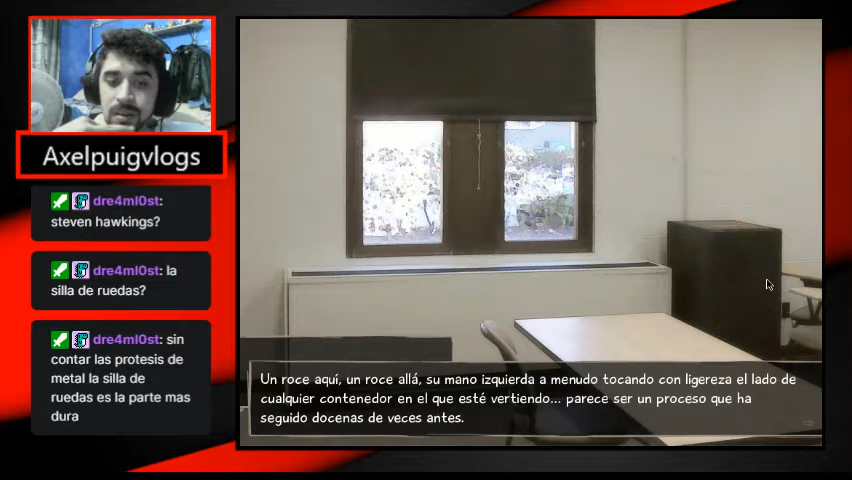 Axelpuigvlogs
dre4ml0st:
steven hawkings?
dre4ml0st: la
silla de ruedas?
dre4ml0st: sin
contar las protesis de
metal la silla de
ruedas es la parte mas
dura
Un roce aquí, un roce allá, su mano izquierda a menudo tocando con ligereza el lado de
cualquier contenedor en el que esté vertiendo... parece ser un proceso que ha
seguido docenas de veces antes.